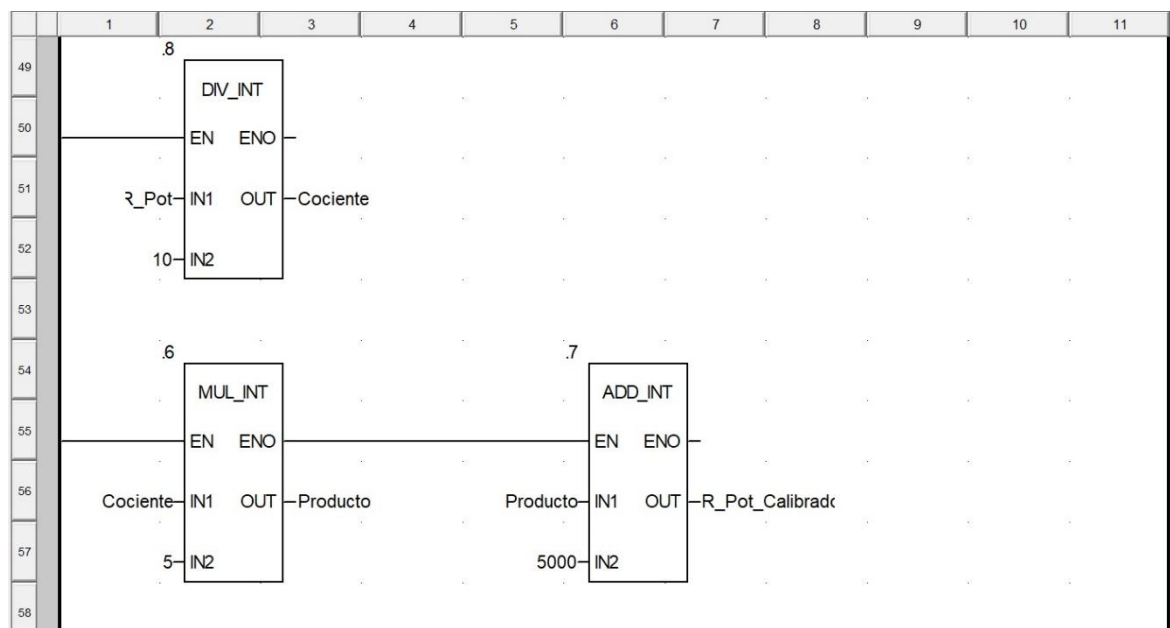 1 2 3 4 5 6 7 8 9 10 11
49
.8
DIV_INT
50
EN ENO
51
R_Pot IN1 OUT Cociente
52
10 IN2
53
54
.6 .7
MUL_INT ADD_INT
55
EN ENO EN ENO
56
Cociente IN1 OUT Producto Producto IN1 OUT R_Pot_Calibrado
57
5 IN2 5000 IN2
58